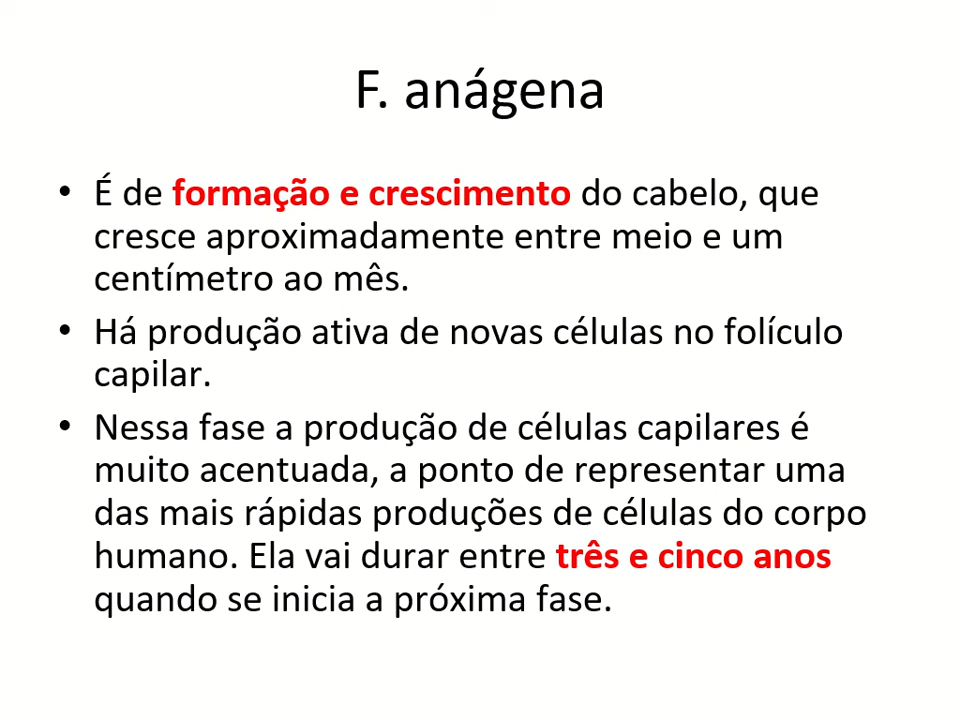 F. anágena
• É de formação e crescimento do cabelo, que
cresce aproximadamente entre meio e um
centímetro ao mês.
• Há produção ativa de novas células no folículo
capilar.
• Nessa fase a produção de células capilares é
muito acentuada, a ponto de representar uma
das mais rápidas produções de células do corpo
humano. Ela vai durar entre três e cinco anos
quando se inicia a próxima fase.